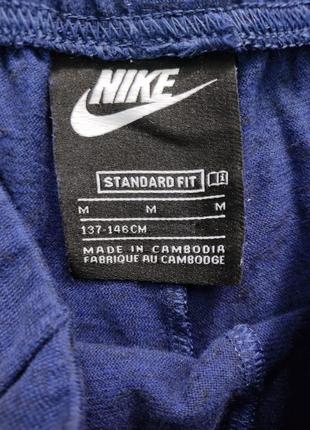 NIKE
STANDARD FIT
M M M
137-146CM
MADE IN CAMBODIA
FABRIQUE AU CAMBODGE